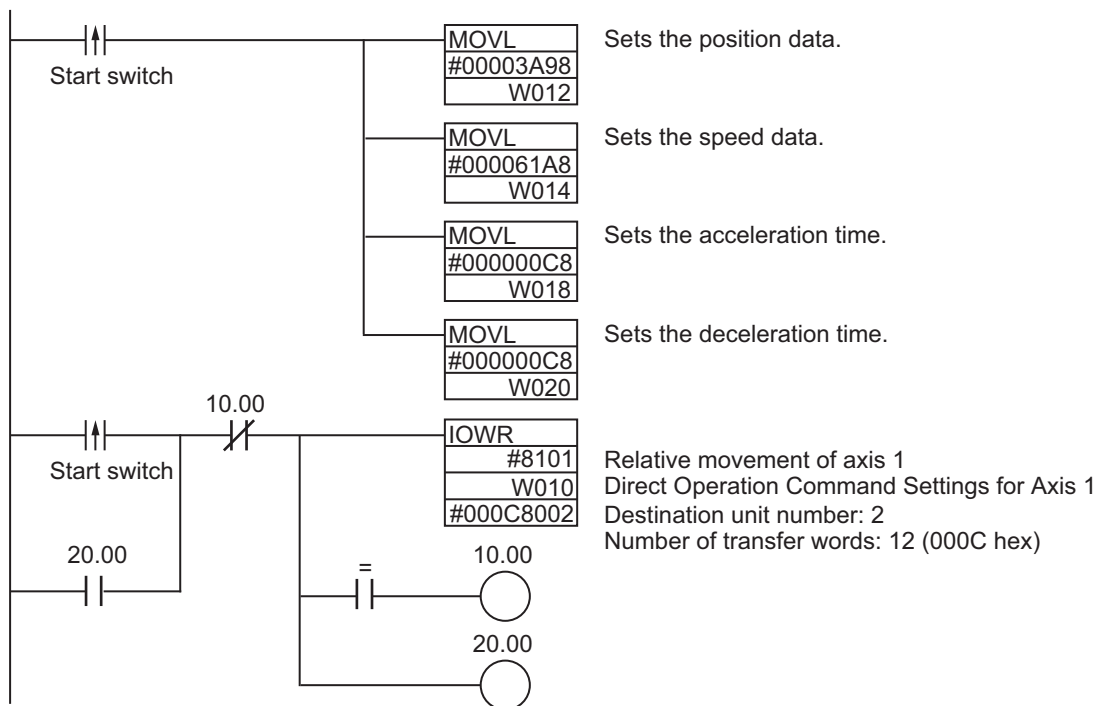 MOVL Sets the position data.
#00003A98
Start switch
W012
MOVL Sets the speed data.
#000061A8
W014
MOVL Sets the acceleration time.
#000000C8
W018
MOVL Sets the deceleration time.
#000000C8
W020
10.00
IOWR
#8101 Relative movement of axis 1
Start switch
W010 Direct Operation Command Settings for Axis 1
#000C8002 Destination unit number: 2
Number of transfer words: 12 (000C hex)
20.00
=
10.00
20.00